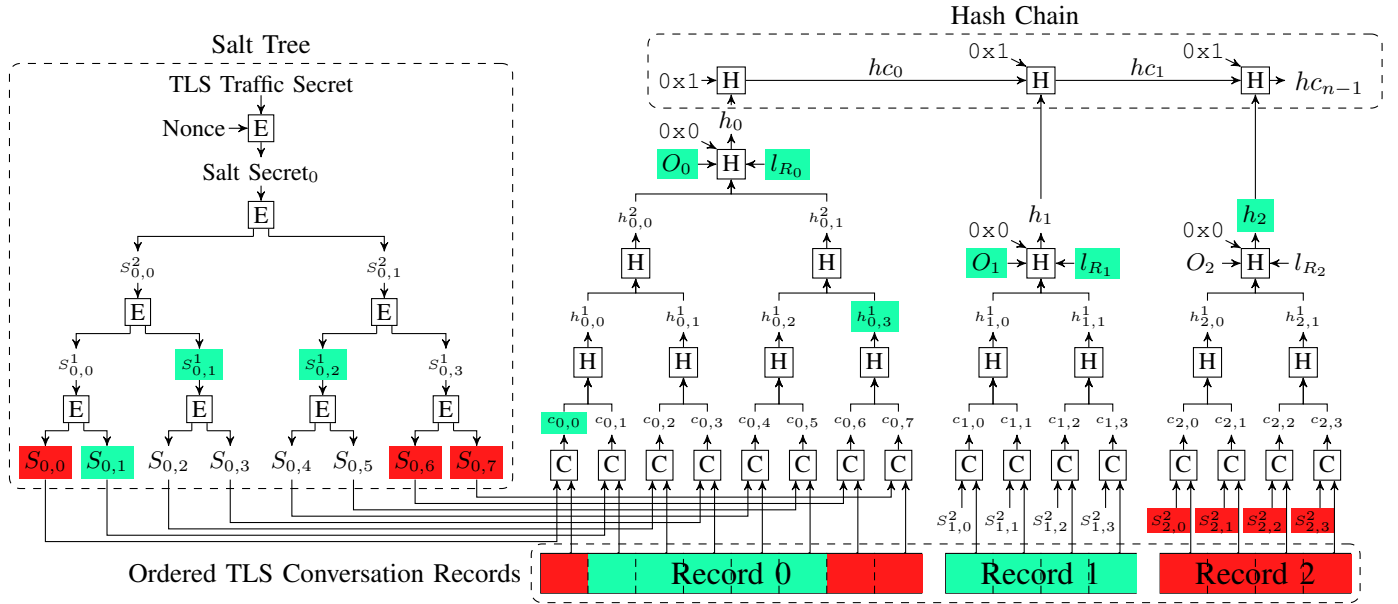 Hash Chain
Salt Tree
0x1 0x1
0x1 H hc₀ H hc₁ H hcₙ₋₁
TLS Traffic Secret
Nonce E
h₀
0x0
O₀ H l_{R₀}
Salt Secret₀
E
h²₀,₀ h²₀,₁ h₁ h₂
0x0 0x0
S²₀,₀ S²₀,₁
H H O₁ H l_{R₁} O₂ H l_{R₂}
E E
h¹₀,₀ h¹₀,₁ h¹₀,₂ h¹₀,₃ h¹₁,₀ h¹₁,₁ h¹₂,₀ h¹₂,₁
S¹₀,₀ S¹₀,₁ S¹₀,₂ S¹₀,₃
H H H H H H H H
E E E E
c₀,₀ c₀,₁ c₀,₂ c₀,₃ c₀,₄ c₀,₅ c₀,₆ c₀,₇ c₁,₀ c₁,₁ c₁,₂ c₁,₃ c₂,₀ c₂,₁ c₂,₂ c₂,₃
S₀,₀ S₀,₁ S₀,₂ S₀,₃ S₀,₄ S₀,₅ S₀,₆ S₀,₇
C C C C C C C C C C C C C C C C
S²₁,₀ S²₁,₁ S²₁,₂ S²₁,₃ S²₂,₀ S²₂,₁ S²₂,₂ S²₂,₃
Ordered TLS Conversation Records Record 0 Record 1 Record 2